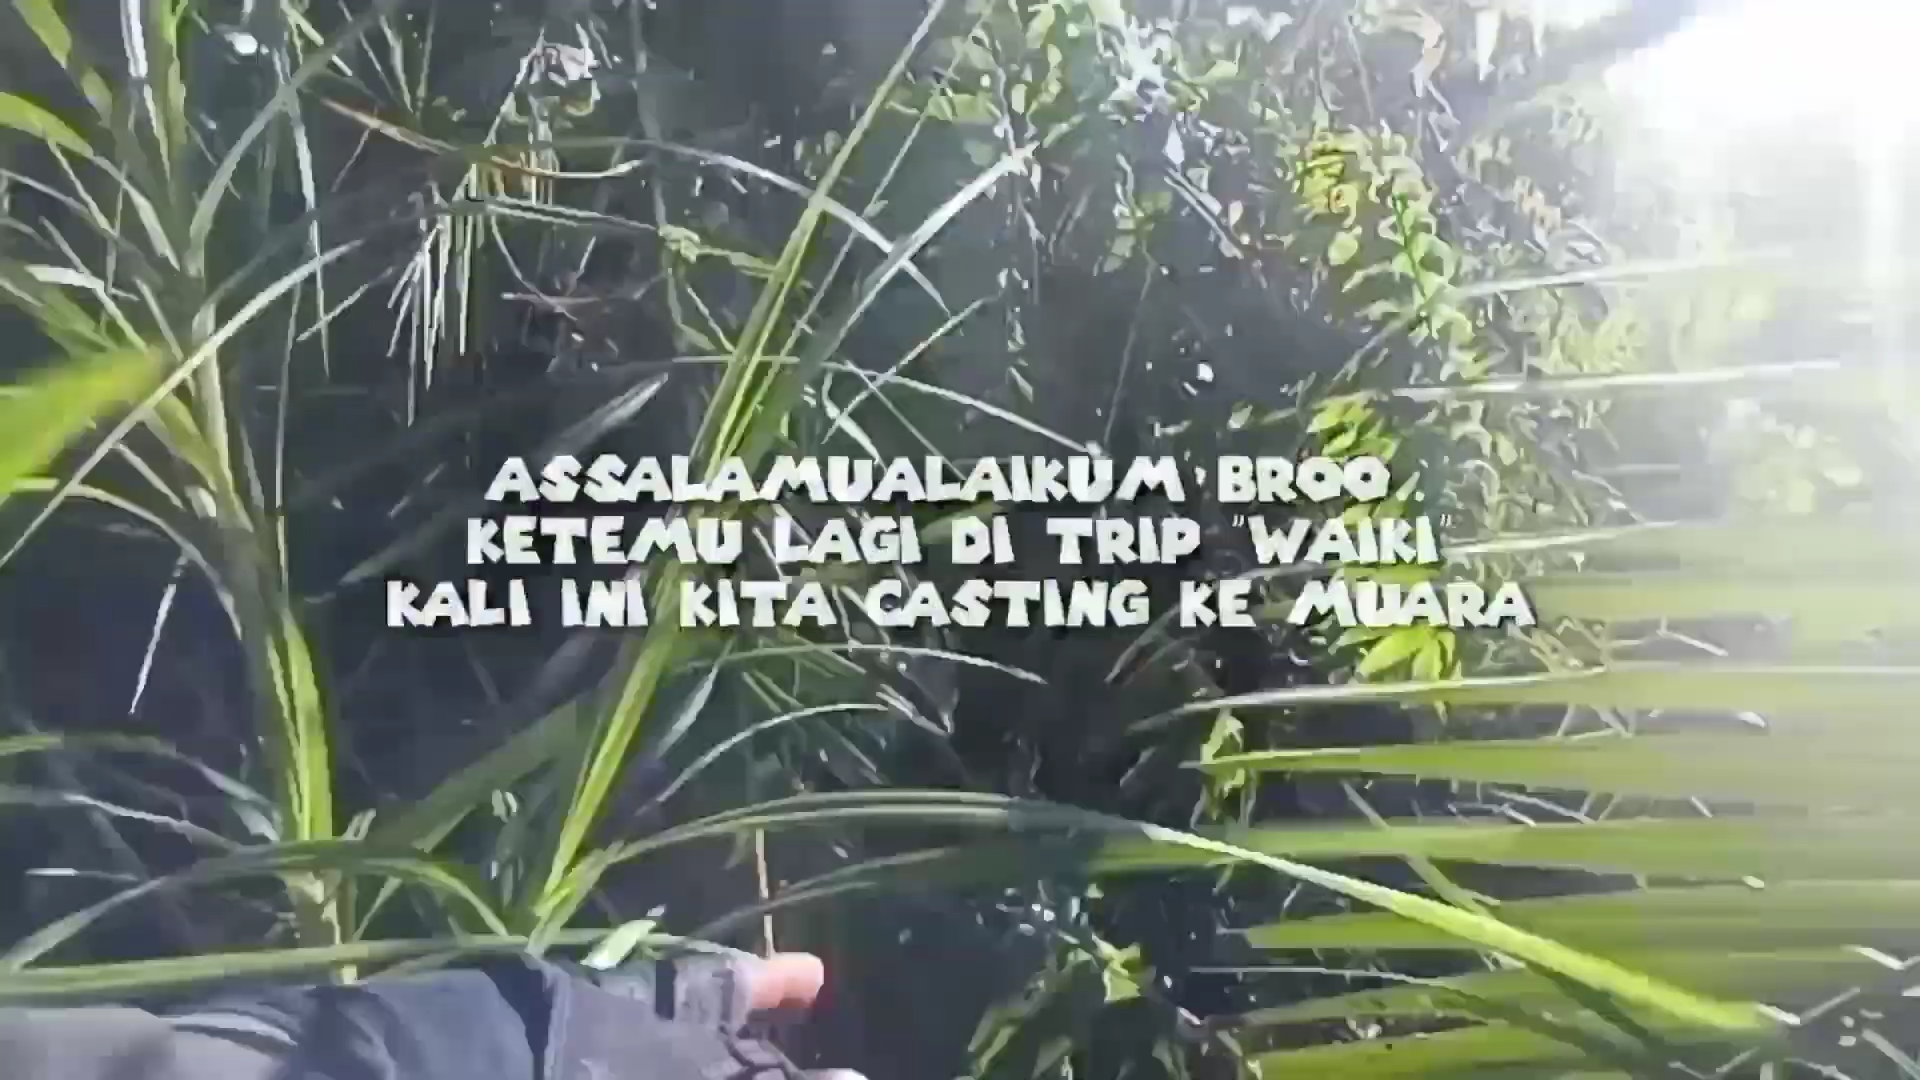 ASSALAMUALAIKUM BROO..
KETEMU LAGI DI TRIP "WAIKI"
KALI INI KITA CASTING KE MUARA